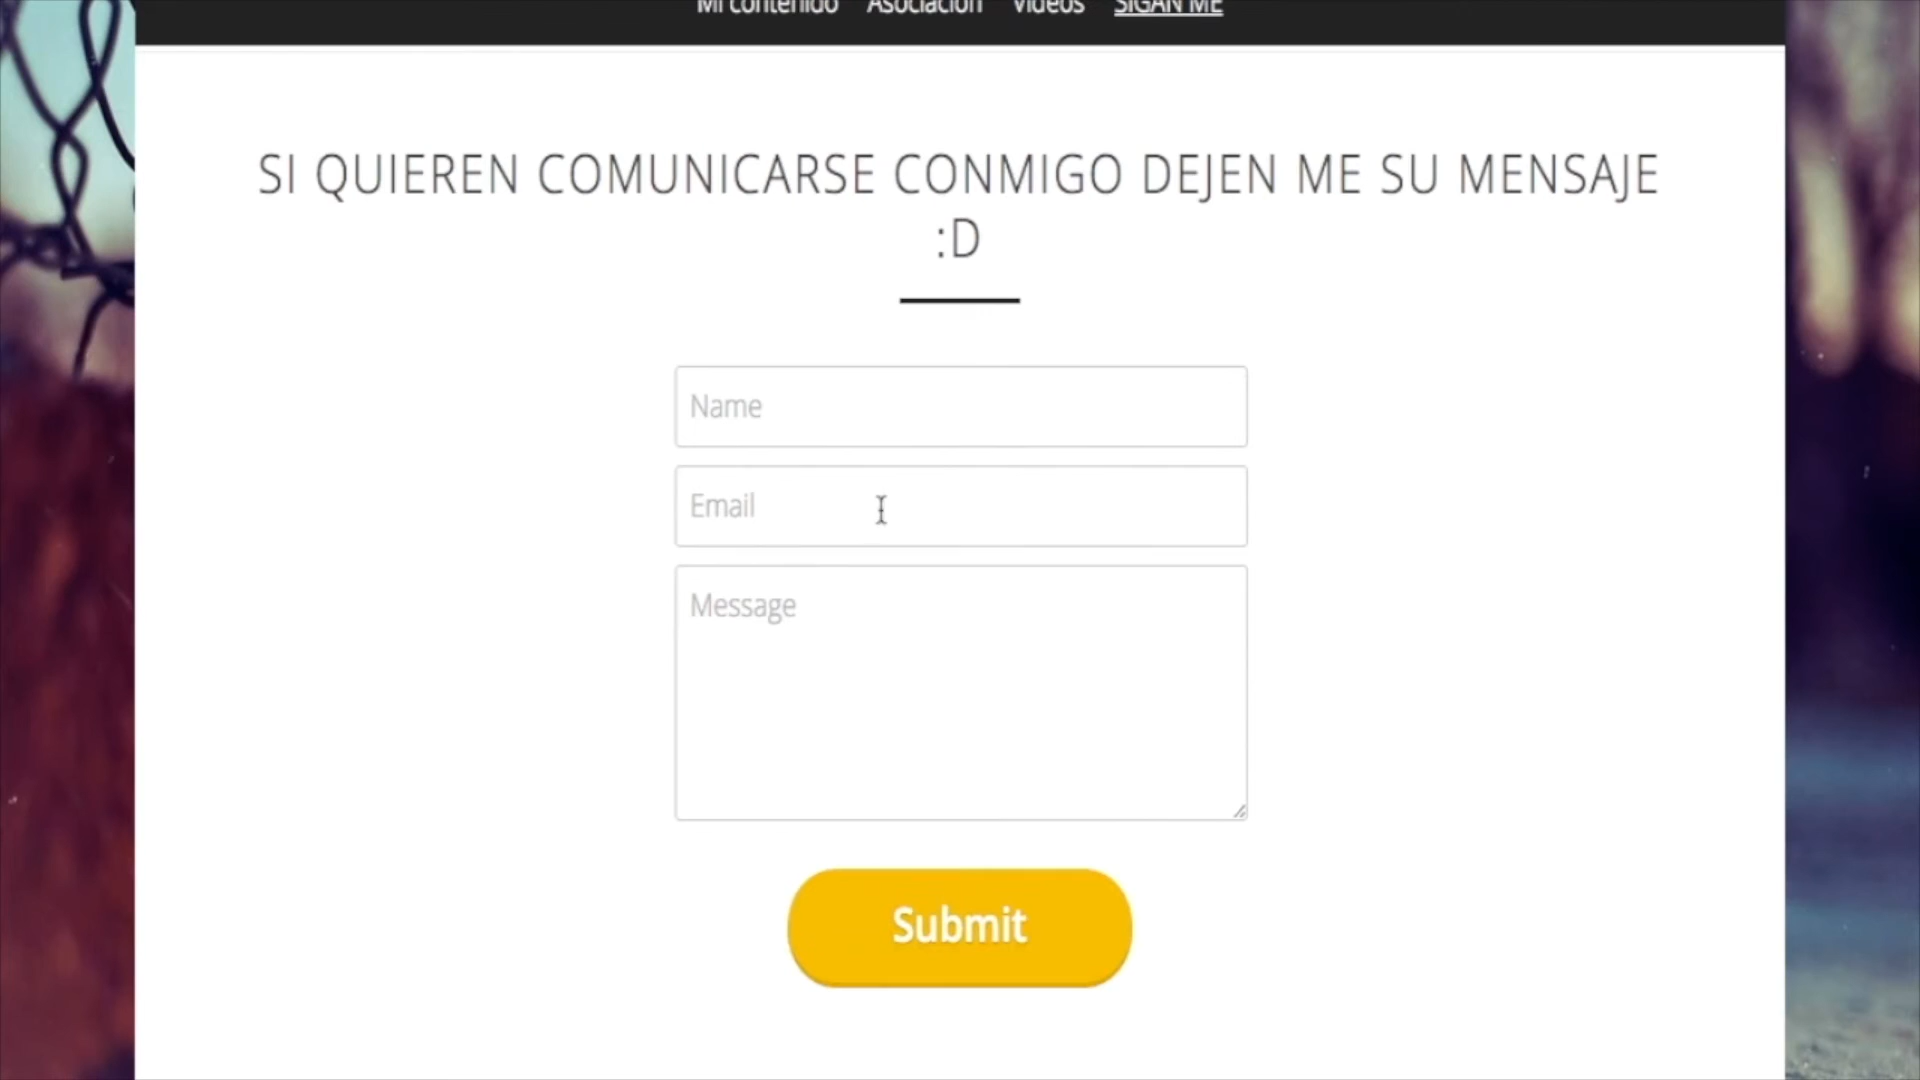 Mi contenido Asociación Videos SIGAN ME
SI QUIEREN COMUNICARSE CONMIGO DEJEN ME SU MENSAJE
:D
Name
Email
Message
Submit